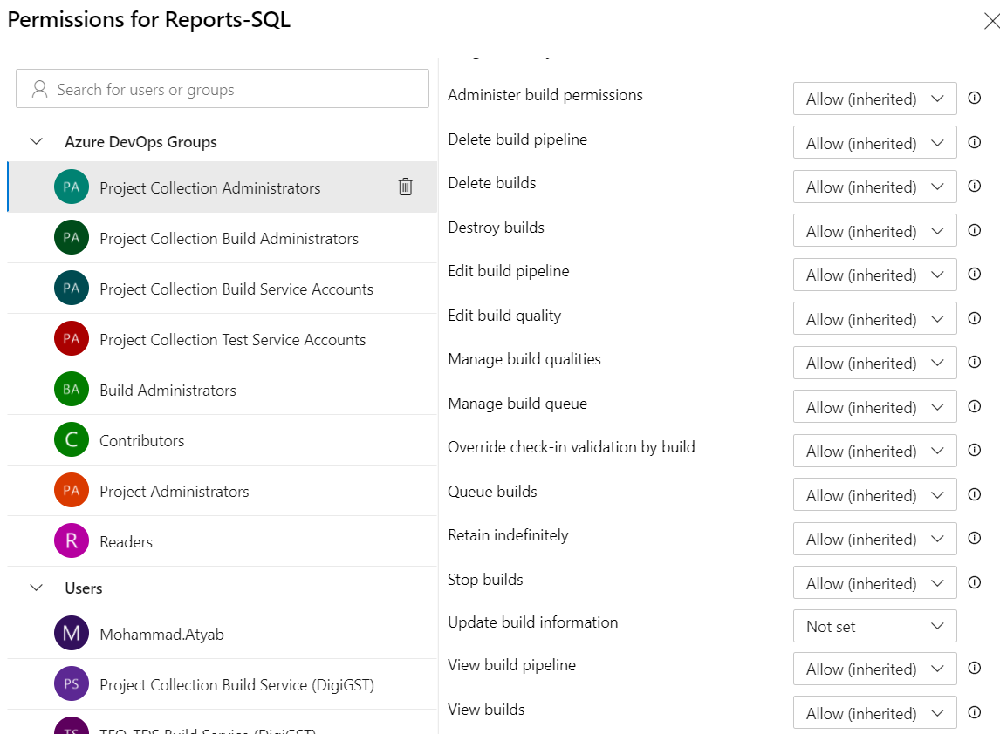 Permissions for Reports-SQL
Search for users or groups
Azure DevOps Groups
PA Project Collection Administrators
PA Project Collection Build Administrators
PA Project Collection Build Service Accounts
PA Project Collection Test Service Accounts
BA Build Administrators
C Contributors
PA Project Administrators
R Readers
Users
M Mohammad.Atyab
PS Project Collection Build Service (DigiGST)
Administer build permissions Allow (inherited)
Delete build pipeline Allow (inherited)
Delete builds Allow (inherited)
Destroy builds Allow (inherited)
Edit build pipeline Allow (inherited)
Edit build quality Allow (inherited)
Manage build qualities Allow (inherited)
Manage build queue Allow (inherited)
Override check-in validation by build Allow (inherited)
Queue builds Allow (inherited)
Retain indefinitely Allow (inherited)
Stop builds Allow (inherited)
Update build information Not set
View build pipeline Allow (inherited)
View builds Allow (inherited)